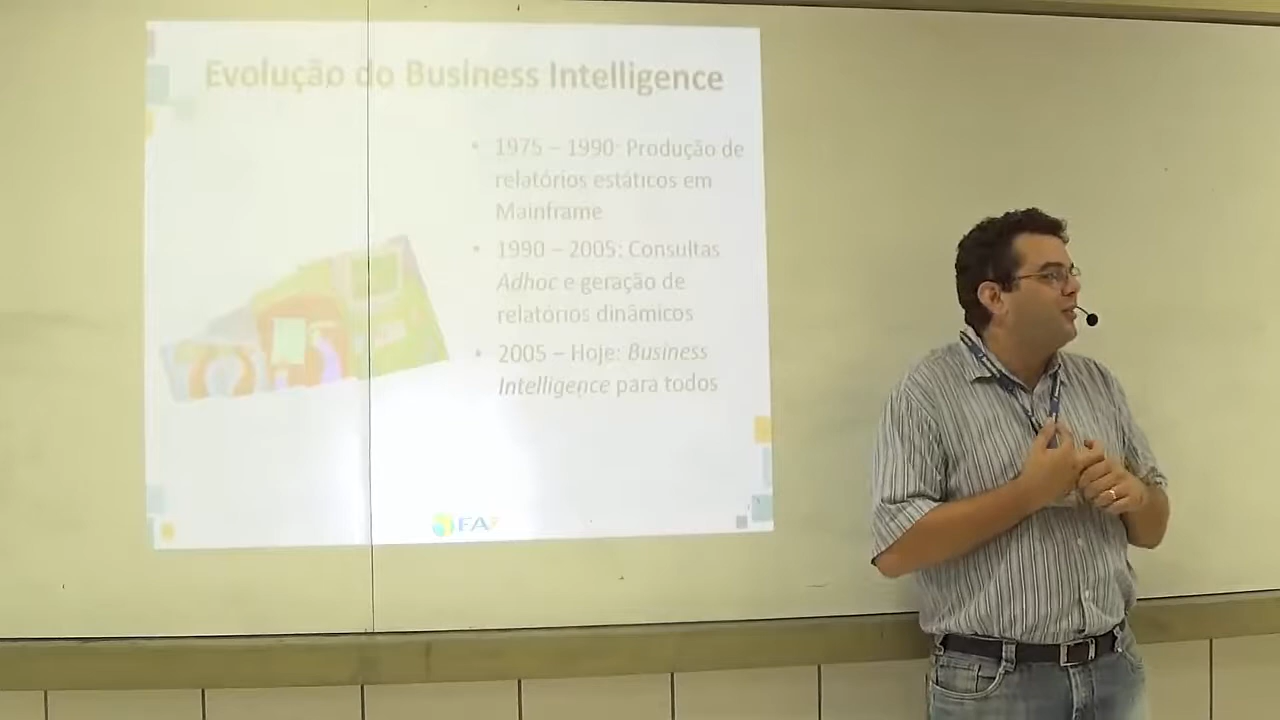 Evolução do Business Intelligence
• 1975 – 1990: Produção de
relatórios estáticos em
Mainframe
• 1990 – 2005: Consultas
Adhoc e geração de
relatórios dinâmicos
• 2005 – Hoje: Business
Intelligence para todos